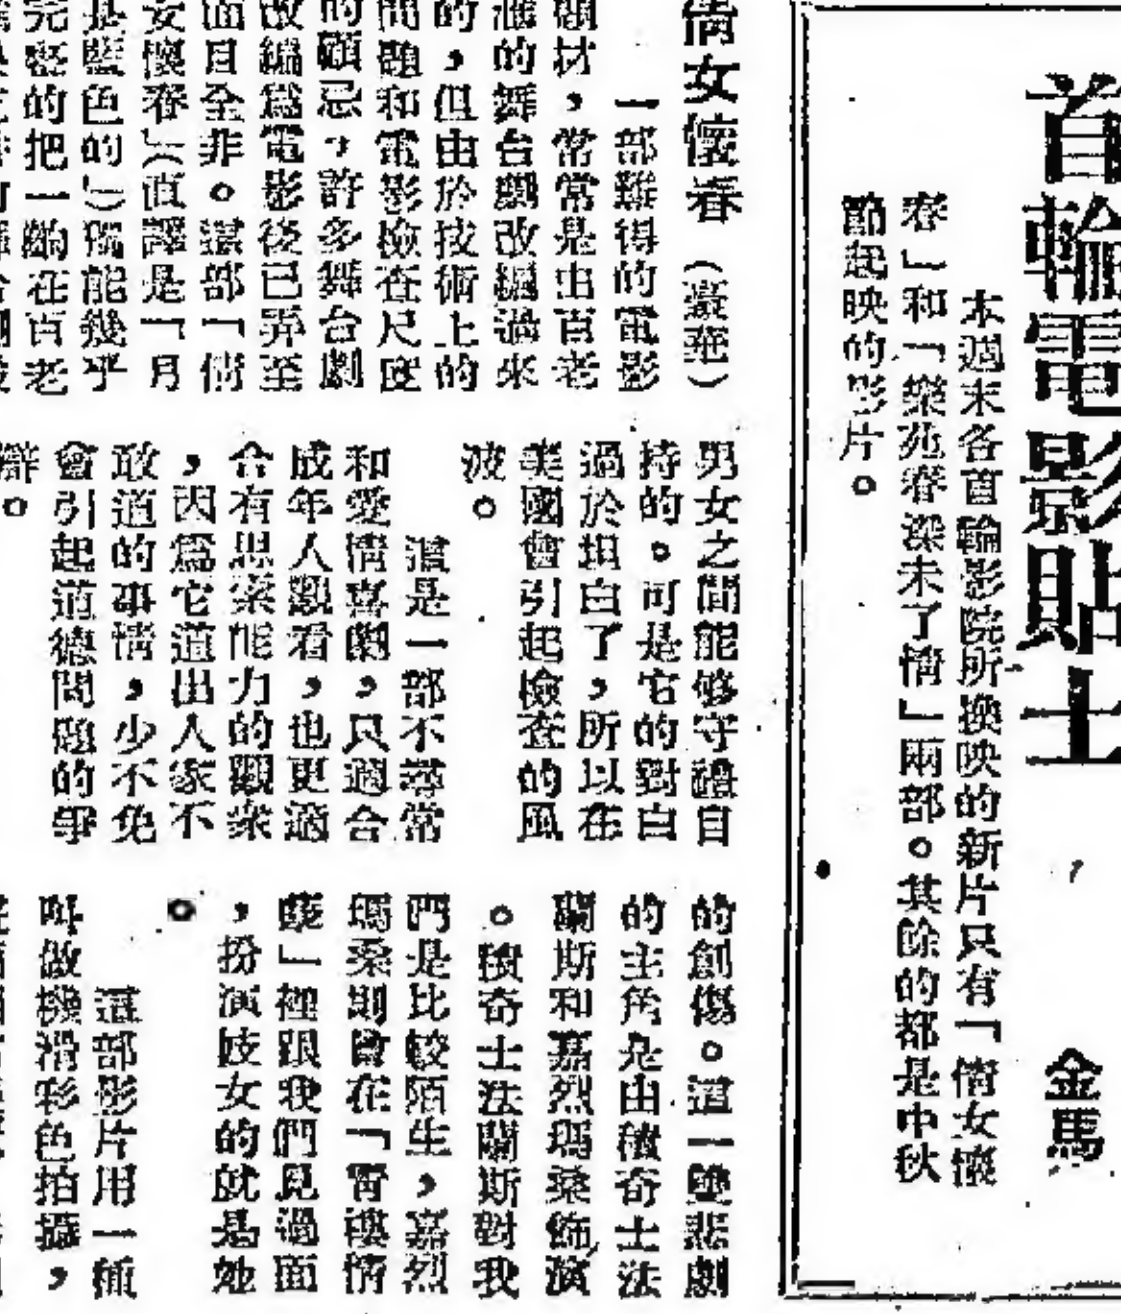 首輪電影貼士
金馬
本週末各首輪影院所換映的新片只有「倩女懷
春」和「樂苑春深未了情」兩部。其餘的都是中秋
節起映的影片。
倩女懷春（豪華）
一部難得的電影
題材，常常是由百老
滙的舞台劇改編過來
的，但由於技術上的
問題和電影檢查尺度
的顧忌，許多舞台劇
改編爲電影後已弄至
面目全非。這部「倩
女懷春」（直譯是「月
是藍色的」）獨能幾乎
完整的把一齣在百老
男女之間能够守禮自
持的。可是它的對白
過於坦白了，所以在
美國會引起檢查的風
波。
這是一部不尋常
和愛情喜劇，只適合
成年人觀看，也更適
合有思索能力的觀衆
，因爲它道出人家不
敢道的事情，少不免
會引起道德問題的爭
辯。
的創傷。這一雙悲劇
的主角是由積奇士法
蘭斯和嘉烈瑪桑飾演
。積奇士法蘭斯對我
們是比較陌生，嘉烈
瑪桑則曾在「青樓情
」裡跟我們見過面
，扮演妓女的就是她
。
這部影片用一種
叫做機滑彩色拍攝，